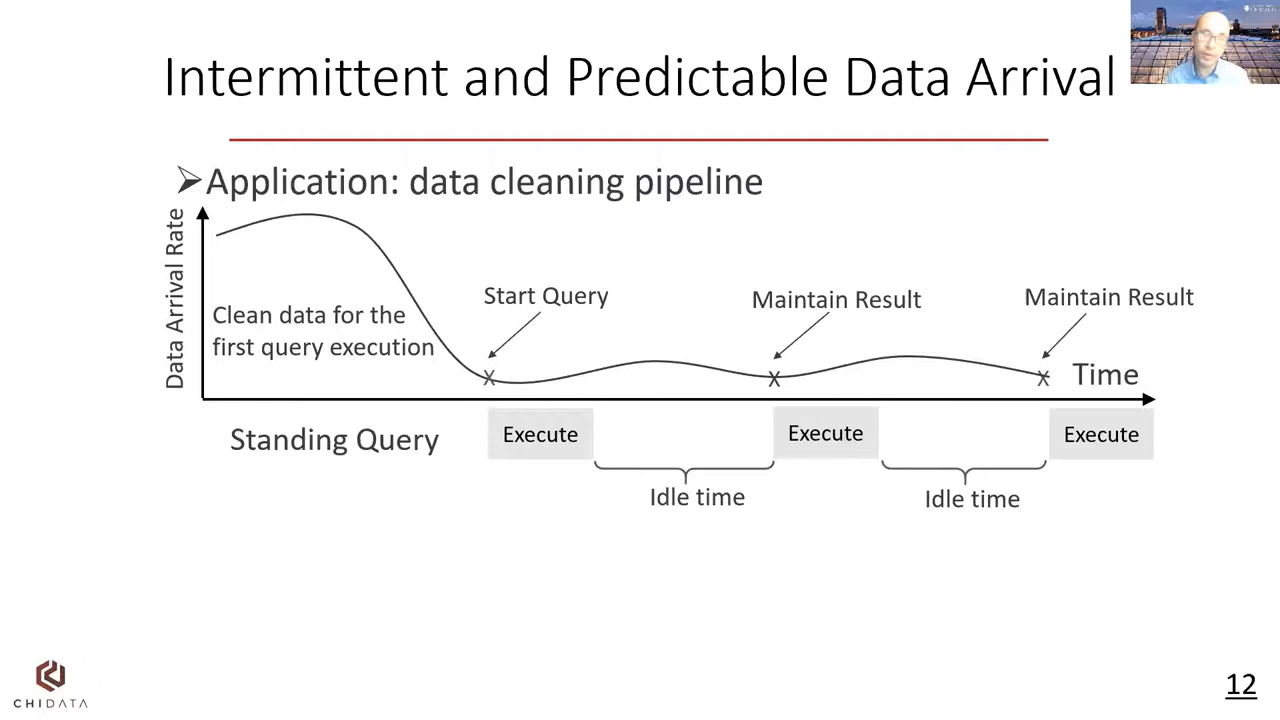 Intermittent and Predictable Data Arrival
➢Application: data cleaning pipeline
Data Arrival Rate
Clean data for the
first query execution
Start Query
Maintain Result
Maintain Result
X
X
X
Time
Standing Query
Execute
Execute
Execute
Idle time
Idle time
CHIDATA
12